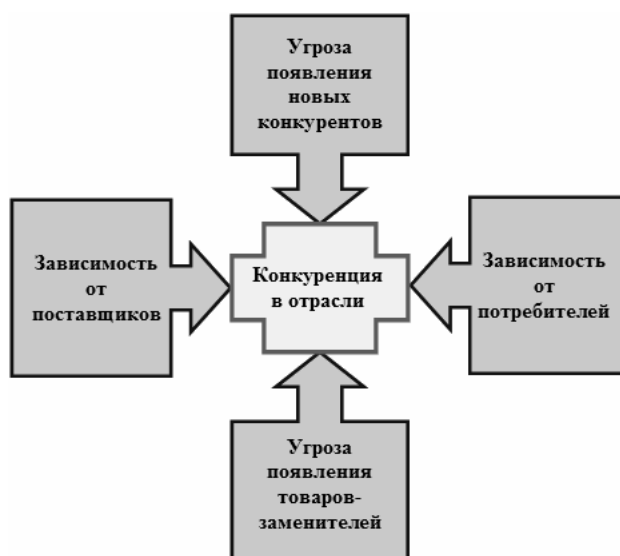 Угроза
появления
новых
конкурентов
Зависимость
от
поставщиков
Конкуренция
в отрасли
Зависимость
от
потребителей
Угроза
появления
товаров-
заменителей